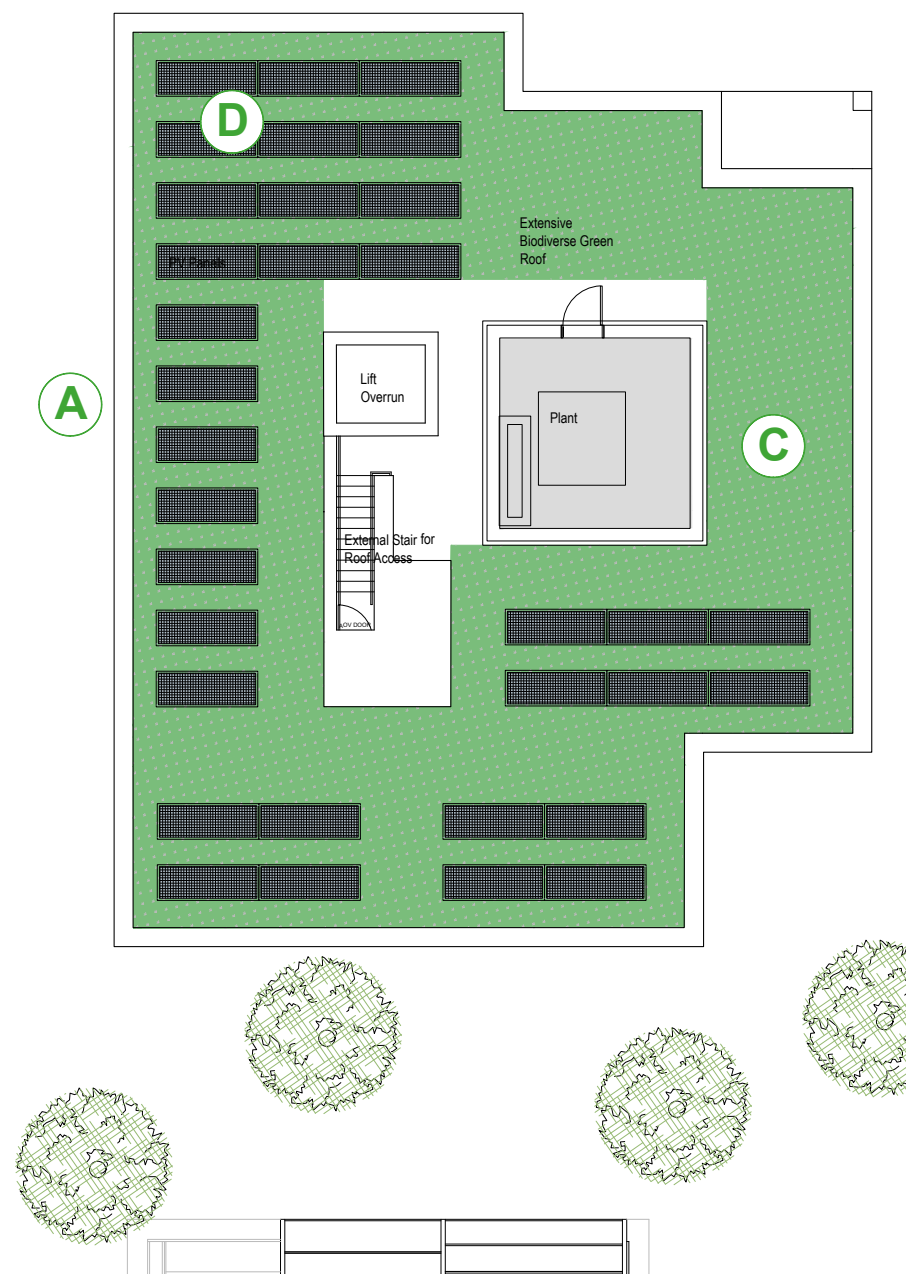 D
Extensive
Biodiverse Green
Roof
PV Panels
A
Lift
Overrun
Plant
C
External Stair for
Roof Access
AOV DOOR